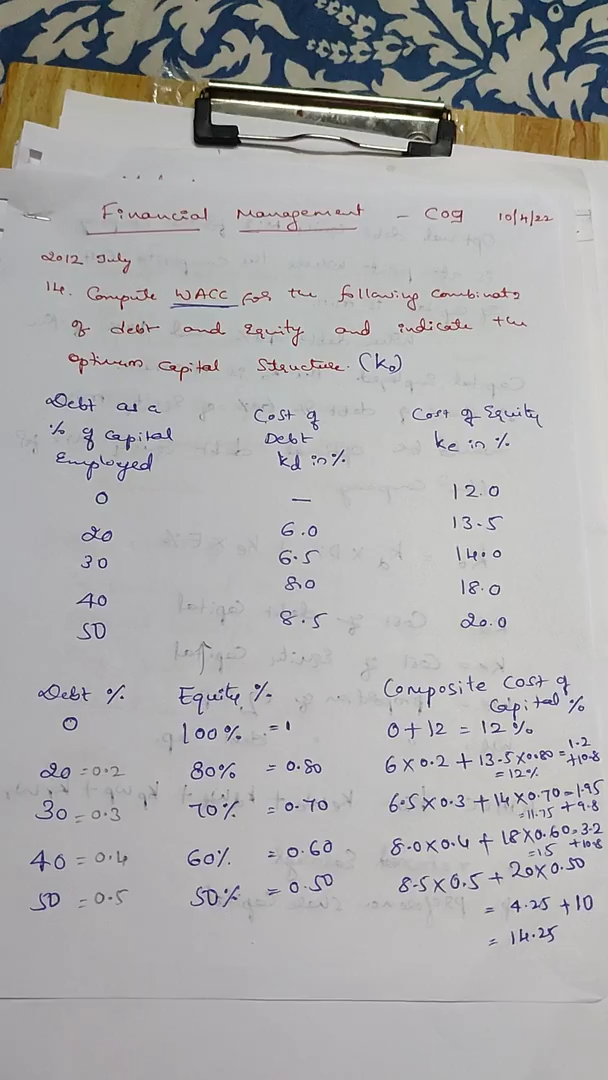 Financial Management - COG 10/4/22
2012 July
14. Compute WACC for the following combinats
of debt and Equity and indicate the
optimum capital Structure. (Ko)
Debt as a % of capital Employed Cost of Debt kd in % Cost of Equity ke in %
0 — 12.0
20 6.0 13.5
30 6.5 14.0
40 8.0 18.0
50 8.5 20.0
Debt % Equity % Composite Cost of Capital %
0 100% = 1 0 + 12 = 12%
20 = 0.2 80% = 0.80 6 x 0.2 + 13.5 x 0.80 = 1.2 + 10.8
= 12%
30 = 0.3 70% = 0.70 6.5 x 0.3 + 14 x 0.70 = 1.95 + 9.8
= 11.75
40 = 0.4 60% = 0.60 8.0 x 0.4 + 18 x 0.60 = 3.2 + 10.8
= 15
50 = 0.5 50% = 0.50 8.5 x 0.5 + 20 x 0.50
= 4.25 + 10
= 14.25